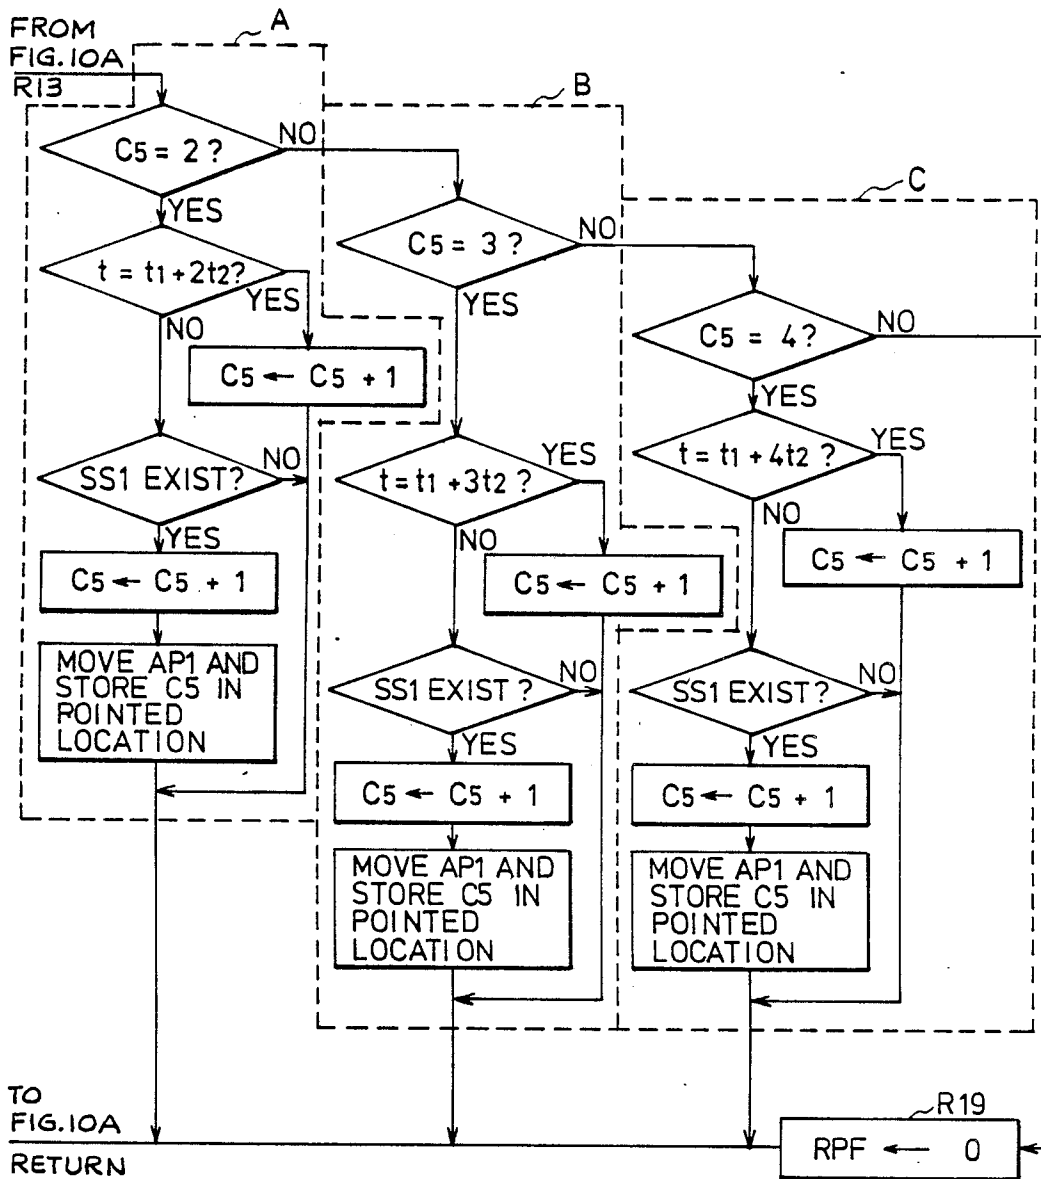 FROM
FIG.10A
R13
A
C5 = 2 ?
NO
YES
t = t1 + 2t2?
YES
NO
C5 ← C5 + 1
SS1 EXIST?
NO
YES
C5 ← C5 + 1
MOVE AP1 AND
STORE C5 IN
POINTED
LOCATION
B
C5 = 3 ?
NO
YES
t = t1 + 3t2 ?
YES
NO
C5 ← C5 + 1
SS1 EXIST ?
NO
YES
C5 ← C5 + 1
MOVE AP1 AND
STORE C5 IN
POINTED
LOCATION
C
C5 = 4 ?
NO
YES
t = t1 + 4t2 ?
YES
NO
C5 ← C5 + 1
SS1 EXIST ?
NO
YES
C5 ← C5 + 1
MOVE AP1 AND
STORE C5 IN
POINTED
LOCATION
TO
FIG.10A
RETURN
R19
RPF ← 0